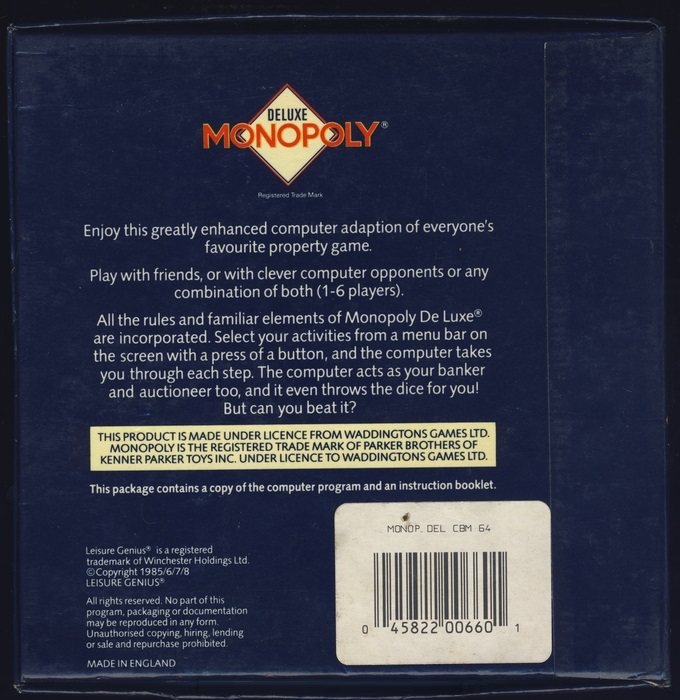 DELUXE
MONOPOLY®
Registered Trade Mark
Enjoy this greatly enhanced computer adaption of everyone's
favourite property game.
Play with friends, or with clever computer opponents or any
combination of both (1-6 players).
All the rules and familiar elements of Monopoly De Luxe®
are incorporated. Select your activities from a menu bar on
the screen with a press of a button, and the computer takes
you through each step. The computer acts as your banker
and auctioneer too, and it even throws the dice for you!
But can you beat it?
THIS PRODUCT IS MADE UNDER LICENCE FROM WADDINGTONS GAMES LTD.
MONOPOLY IS THE REGISTERED TRADE MARK OF PARKER BROTHERS OF
KENNER PARKER TOYS INC. UNDER LICENCE TO WADDINGTONS GAMES LTD.
This package contains a copy of the computer program and an instruction booklet.
MONOP. DEL CBM 64
0 45822 00660 1
Leisure Genius® is a registered
trademark of Winchester Holdings Ltd.
© Copyright 1985/6/7/8
LEISURE GENIUS®
All rights reserved. No part of this
program, packaging or documentation
may be reproduced in any form.
Unauthorised copying, hiring, lending
or sale and repurchase prohibited.
MADE IN ENGLAND